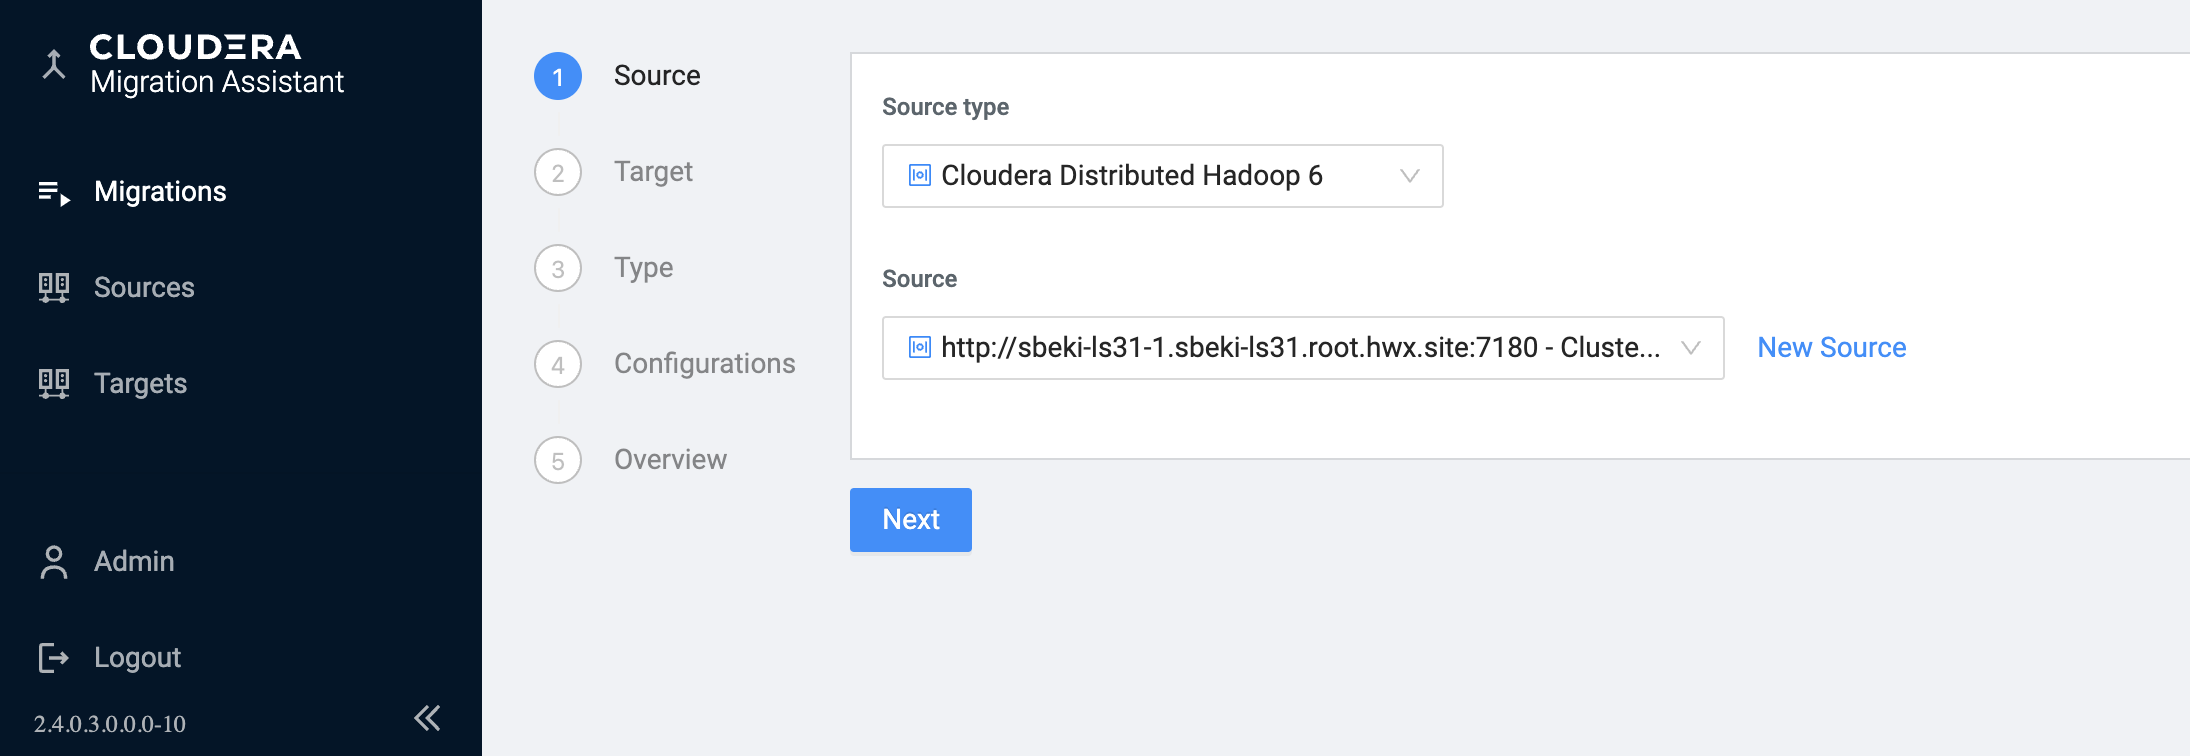 CLOUDERA
Migration Assistant
Migrations
Sources
Targets
Admin
Logout
2.4.0.3.0.0.0-10
1 Source
2 Target
3 Type
4 Configurations
5 Overview
Source type
Cloudera Distributed Hadoop 6
Source
http://sbeki-ls31-1.sbeki-ls31.root.hwx.site:7180 - Cluste... New Source
Next